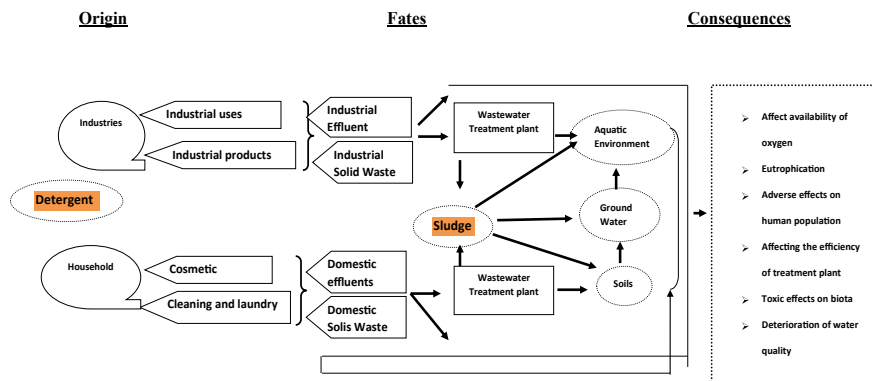 Origin
Fates
Consequences
Industries
Industrial uses
Industrial products
Industrial
Effluent
Industrial
Solid Waste
Wastewater
Treatment plant
Aquatic
Environment
Detergent
Sludge
Ground
Water
Household
Cosmetic
Cleaning and laundry
Domestic
effluents
Domestic
Solis Waste
Wastewater
Treatment plant
Soils
➢ Affect availability of
oxygen
➢ Eutrophication
➢ Adverse effects on
human population
➢ Affecting the efficiency
of treatment plant
➢ Toxic effects on biota
➢ Deterioration of water
quality